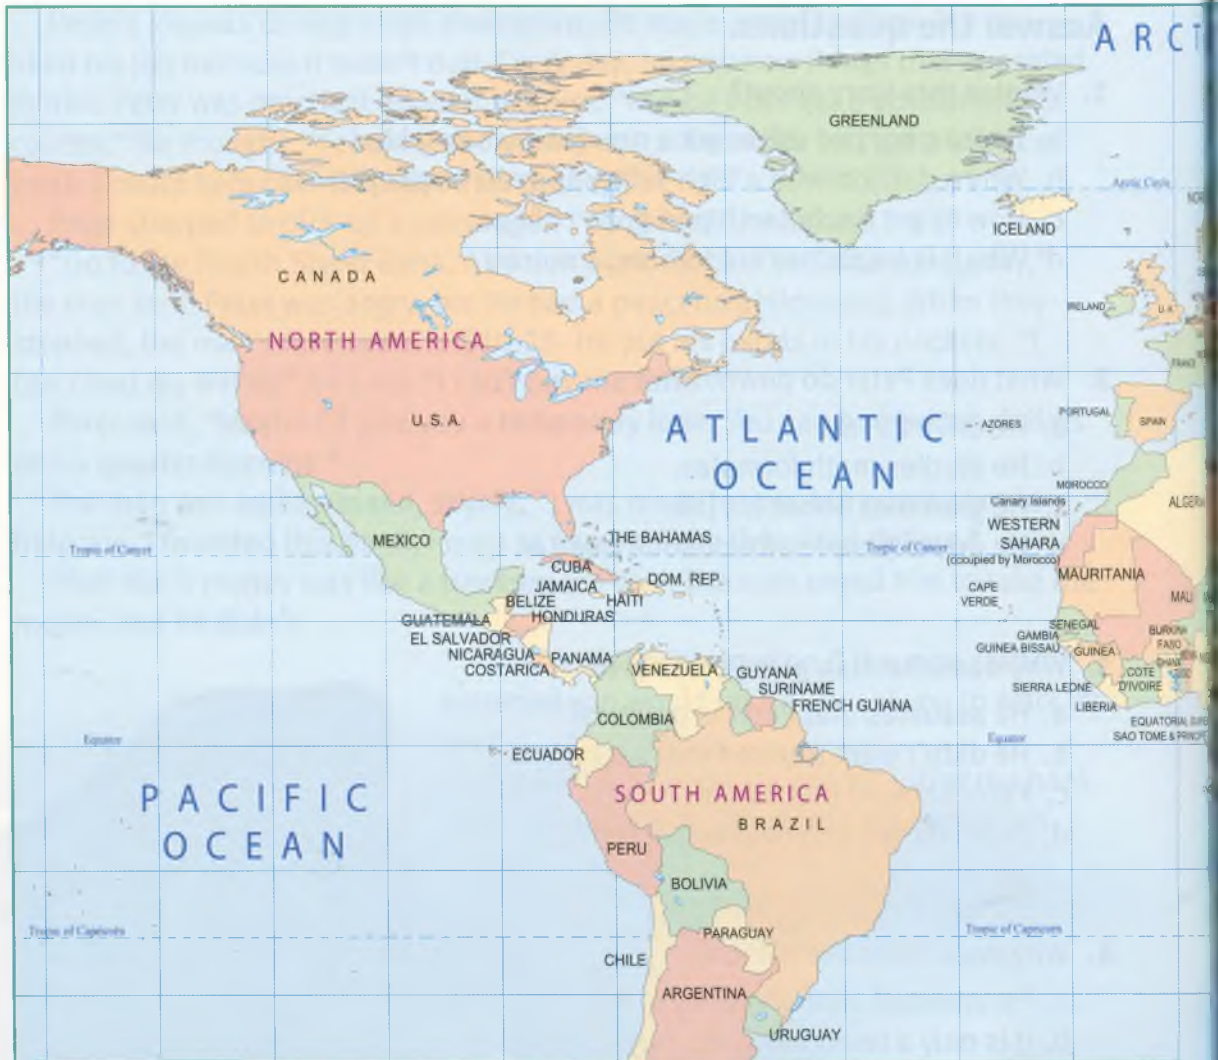 ARCTI
GREENLAND
Arctic Circle
ICELAND
CANADA
IRELAND
U.K
NORTH AMERICA
U.S.A.
ATLANTIC
OCEAN
AZORES
PORTUGAL
SPAIN
MOROCCO
Canary Islands
ALGERIA
WESTERN
SAHARA
(occupied by Morocco)
MEXICO
THE BAHAMAS
Tropic of Cancer
Tropic of Cancer
CUBA
JAMAICA
DOM. REP.
HAITI
BELIZE
HONDURAS
GUATEMALA
EL SALVADOR
NICARAGUA
COSTARICA
PANAMA
MAURITANIA
MALI
CAPE
VERDE
SENEGAL
GAMBIA
GUINEA BISSAU
GUINEA
BURKINA
FASO
GHANA
COTE
D'IVOIRE
SIERRA LEONE
LIBERIA
EQUATORIAL
SAO TOME & PRINCI
VENEZUELA
GUYANA
SURINAME
FRENCH GUIANA
COLOMBIA
Equator
Equator
ECUADOR
PACIFIC
OCEAN
SOUTH AMERICA
BRAZIL
PERU
BOLIVIA
Tropic of Capricorn
Tropic of Capricorn
PARAGUAY
CHILE
ARGENTINA
URUGUAY